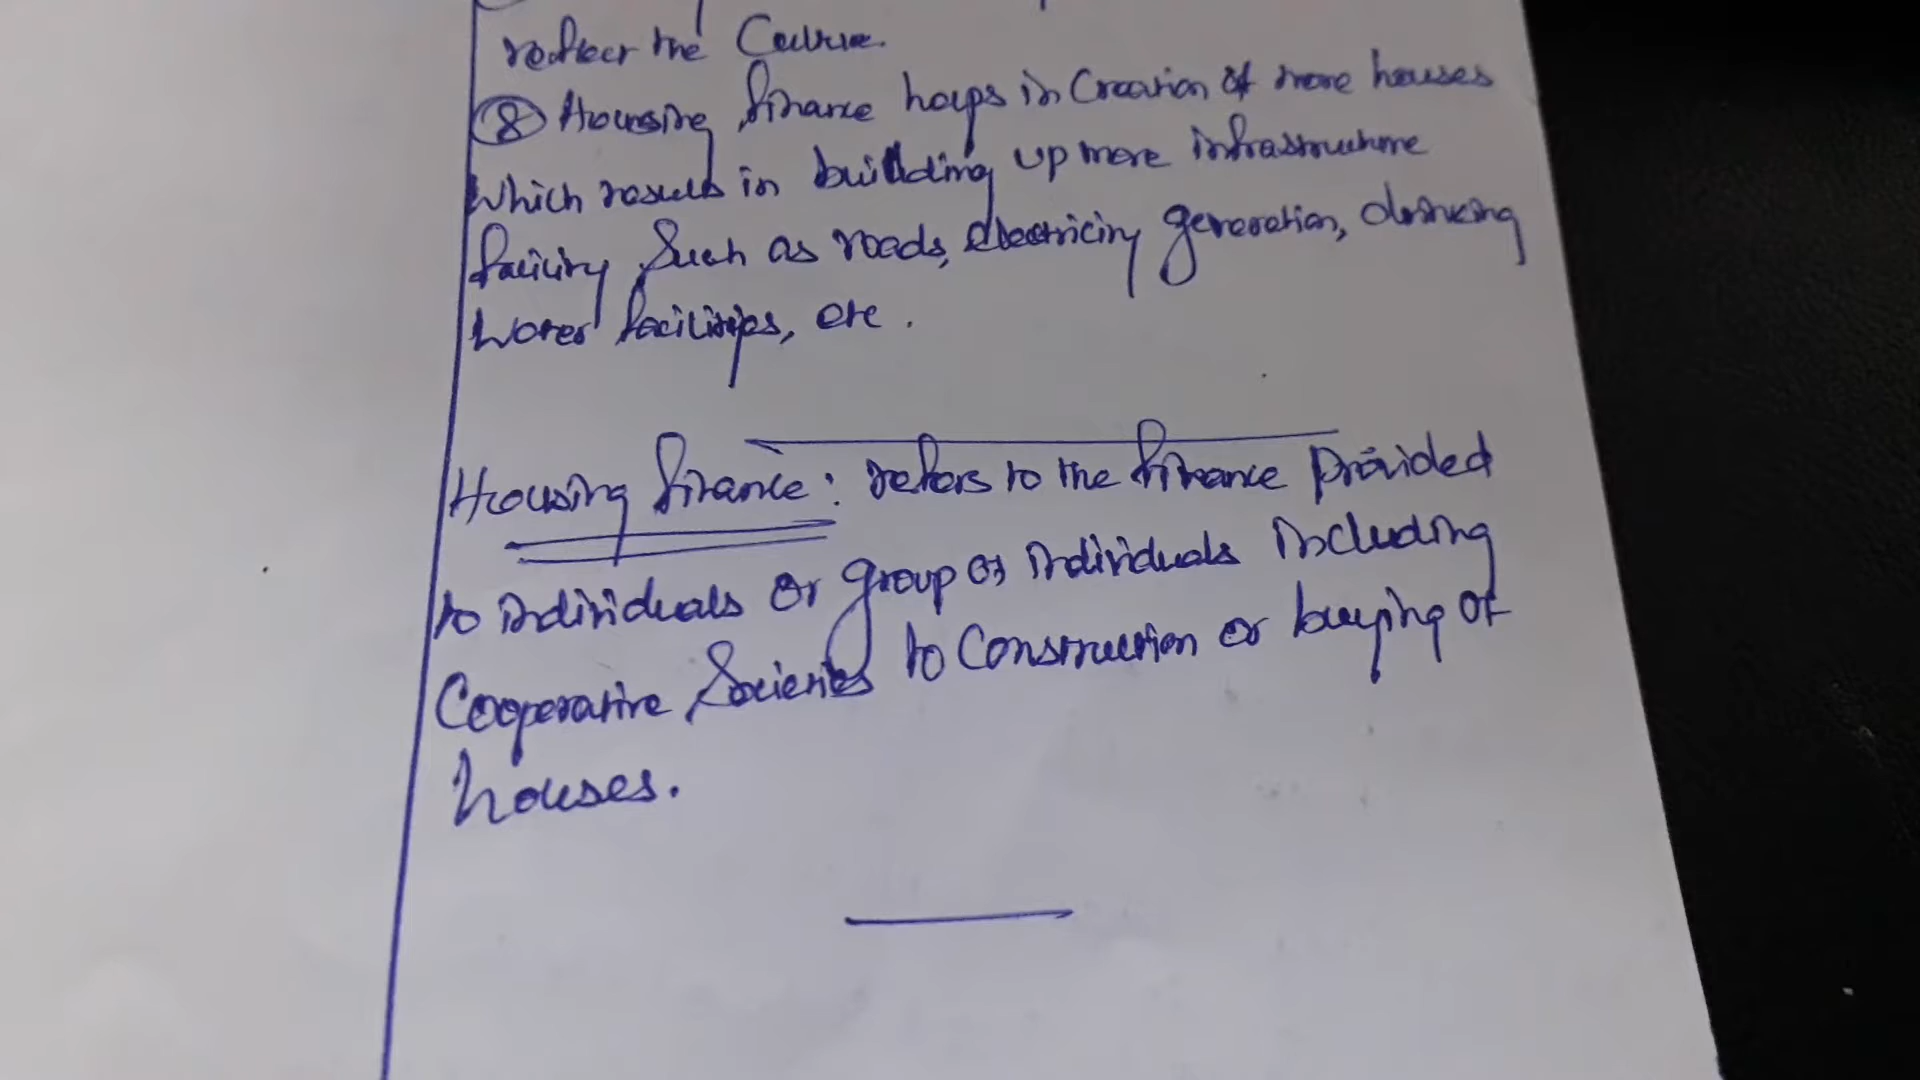 reflect the Culture.
⑧ Housing finance helps in Creation of more houses
Which results in building up more infrastructure
facility such as roads, electricity generation, drinking
Water facilities, etc.
Housing finance: refers to the finance provided
to individuals or group of individuals including
Cooperative Societies to Construction or buying of
houses.